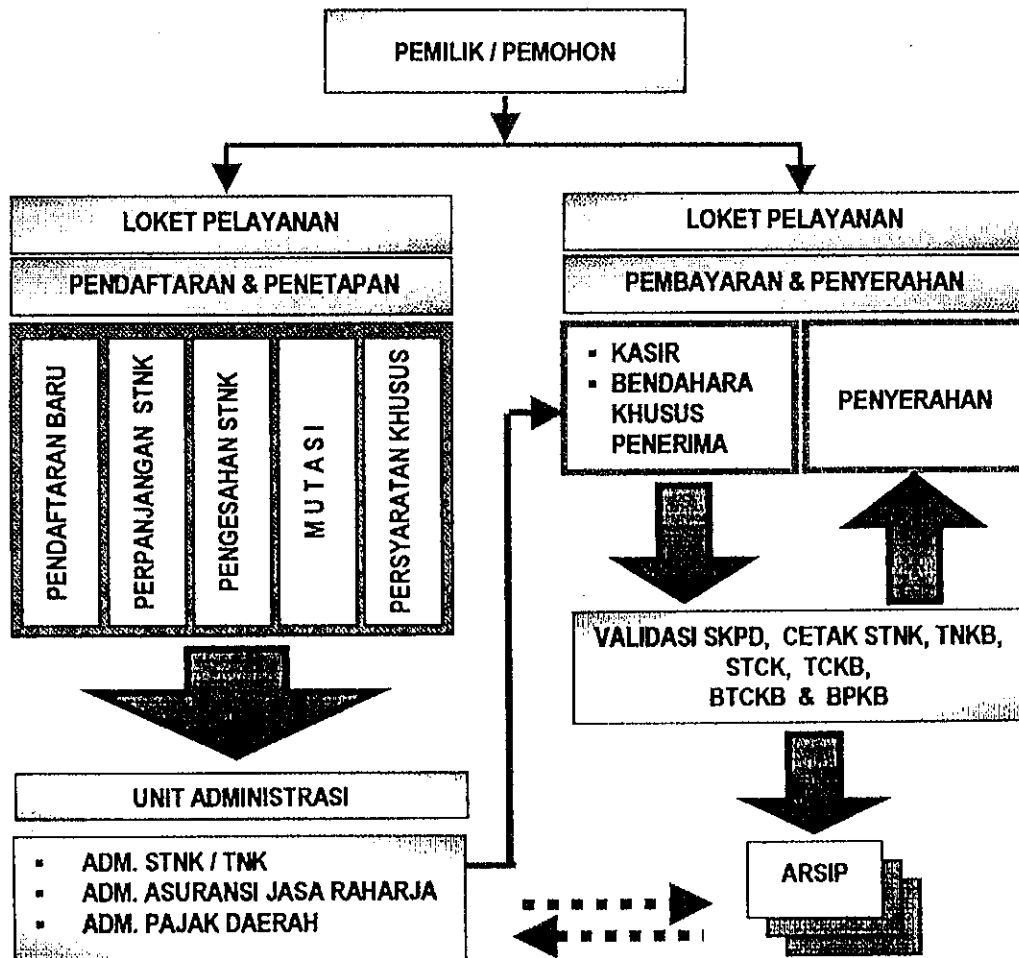 PEMILIK / PEMOHON
LOKET PELAYANAN
PENDAFTARAN & PENETAPAN
PENDAFTARAN BARU
PERPANJANGAN STNK
PENGESAHAN STNK
M U T A S I
PERSYARATAN KHUSUS
UNIT ADMINISTRASI
▪ ADM. STNK / TNK
▪ ADM. ASURANSI JASA RAHARJA
▪ ADM. PAJAK DAERAH
LOKET PELAYANAN
PEMBAYARAN & PENYERAHAN
▪ KASIR
▪ BENDAHARA
KHUSUS
PENERIMA
PENYERAHAN
VALIDASI SKPD, CETAK STNK, TNKB,
STCK, TCKB,
BTCKB & BPKB
ARSIP